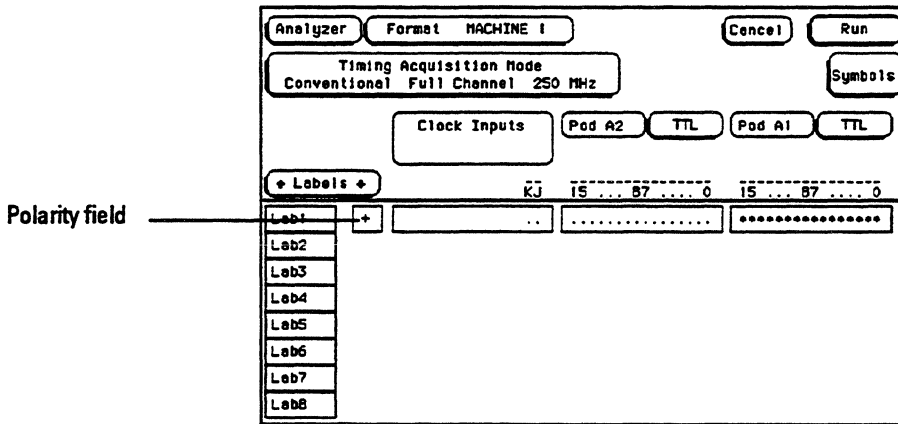 Analyzer Format MACHINE 1 Cancel Run
Timing Acquisition Mode
Conventional Full Channel 250 MHz
Symbols
Clock Inputs Pod A2 TTL Pod A1 TTL
+ Labels +
KJ 15 ... 87 .... 0 15 ... 87 .... 0
Polarity field
Lab1 + .. ................ ****************
Lab2
Lab3
Lab4
Lab5
Lab6
Lab7
Lab8